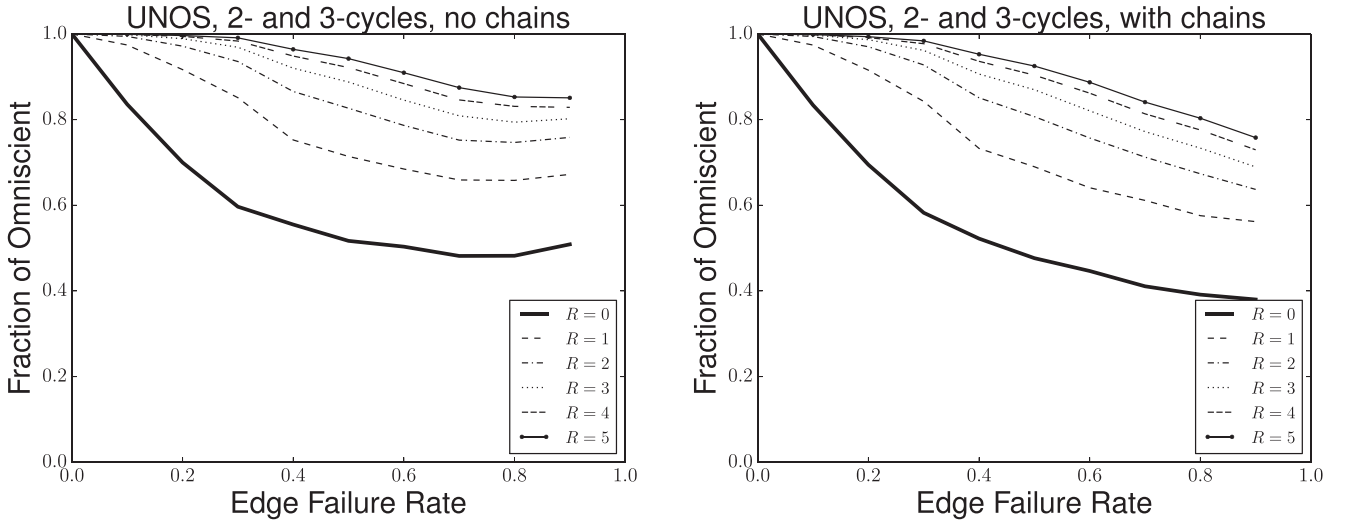 UNOS, 2- and 3-cycles, no chains
1.0
0.8
0.6
0.4
0.2
0.0
Fraction of Omniscient
R = 0
R = 1
R = 2
R = 3
R = 4
R = 5
0.0 0.2 0.4 0.6 0.8 1.0
Edge Failure Rate
UNOS, 2- and 3-cycles, with chains
1.0
0.8
0.6
0.4
0.2
0.0
Fraction of Omniscient
R = 0
R = 1
R = 2
R = 3
R = 4
R = 5
0.0 0.2 0.4 0.6 0.8 1.0
Edge Failure Rate